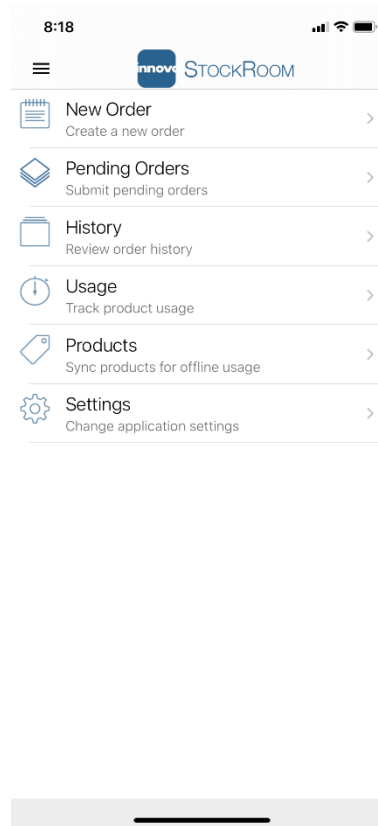 8:18
innovo STOCKROOM
New Order
Create a new order
Pending Orders
Submit pending orders
History
Review order history
Usage
Track product usage
Products
Sync products for offline usage
Settings
Change application settings